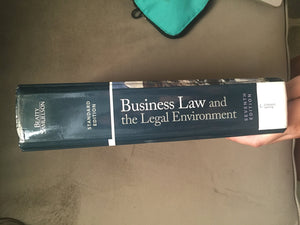 BEATTY
SAMUELSON
STANDARD
EDITION
Business Law and
the Legal Environment
SEVENTH
EDITION